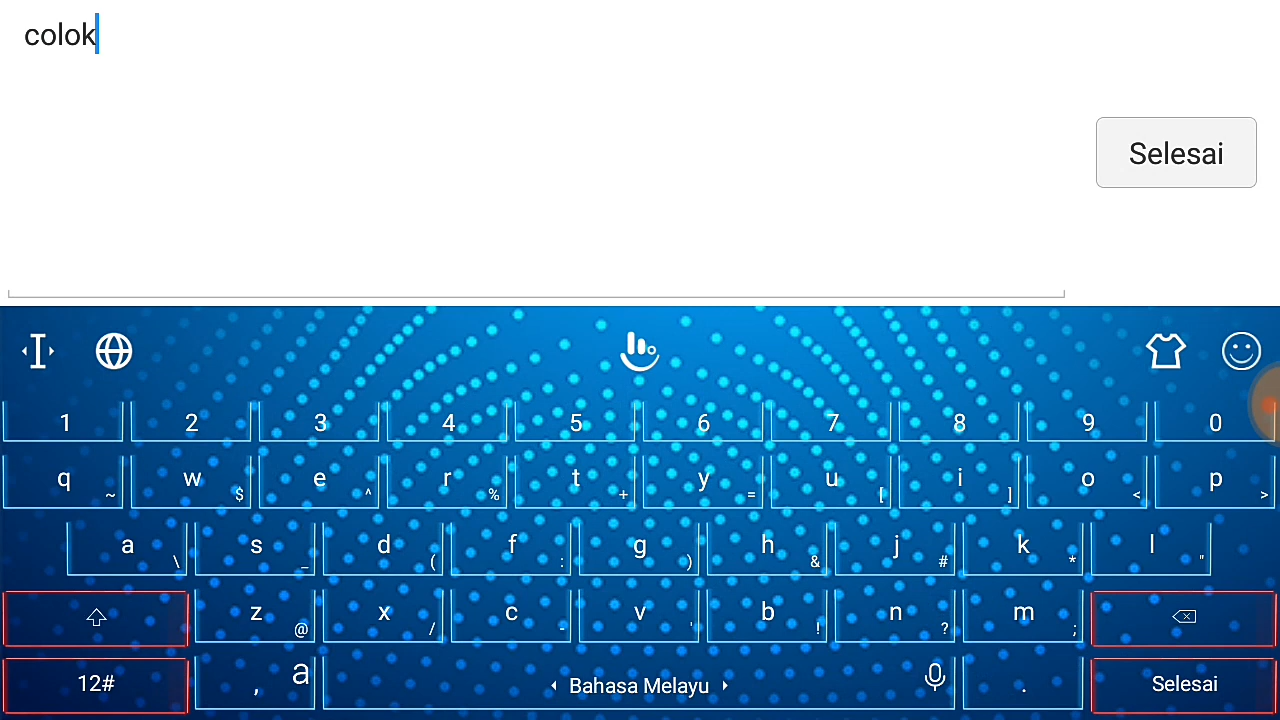 colok
Selesai
1 2 3 4 5 6 7 8 9 0
q ~ w $ e ^ r % t + y = u [ i ] o < p >
a \ s _ d ( f : g ) h & j # k * l "
z @ x / c - v ' b ! n ? m ;
12# , a Bahasa Melayu . Selesai